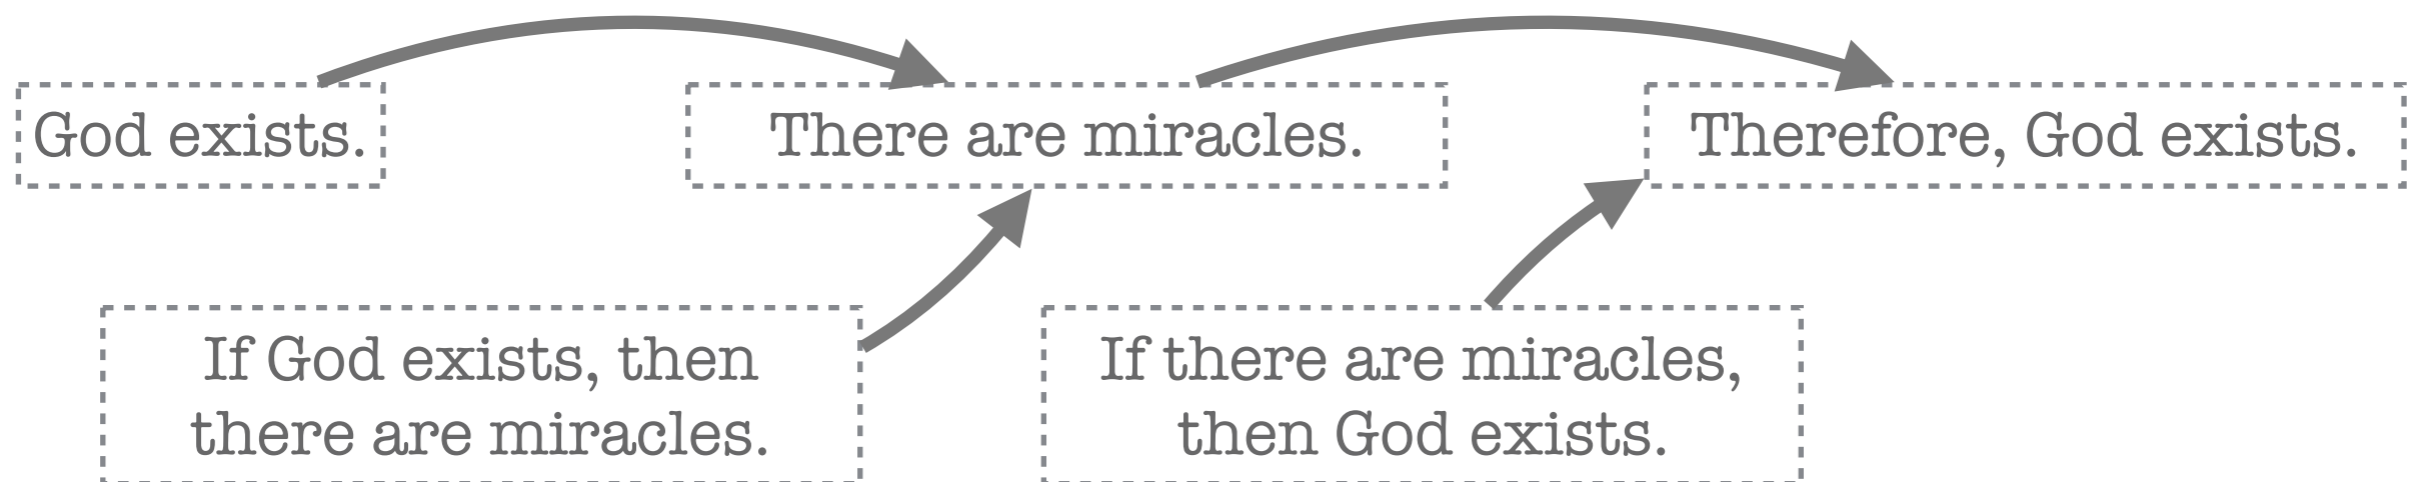 God exists.
There are miracles.
Therefore, God exists.
If God exists, then
there are miracles.
If there are miracles,
then God exists.